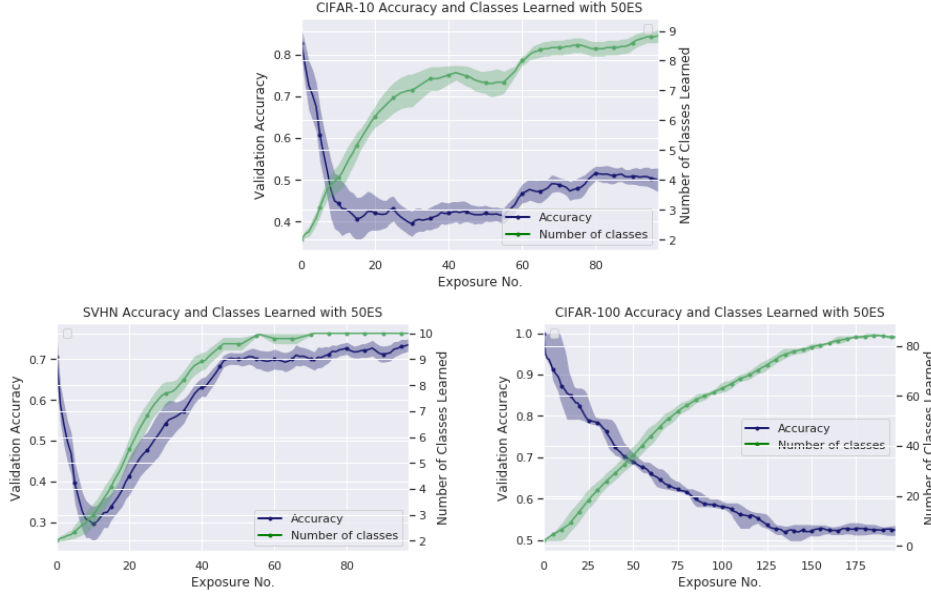 CIFAR-10 Accuracy and Classes Learned with 50ES
0.8
0.7
0.6
0.5
0.4
Validation Accuracy
9
8
7
6
5
4
3
2
Number of Classes Learned
Accuracy
Number of classes
0 20 40 60 80
Exposure No.
SVHN Accuracy and Classes Learned with 50ES
0.7
0.6
0.5
0.4
0.3
Validation Accuracy
10
9
8
7
6
5
4
3
2
Number of Classes Learned
Accuracy
Number of classes
0 20 40 60 80
Exposure No.
CIFAR-100 Accuracy and Classes Learned with 50ES
1.0
0.9
0.8
0.7
0.6
0.5
Validation Accuracy
80
60
40
20
0
Number of Classes Learned
Accuracy
Number of classes
0 25 50 75 100 125 150 175
Exposure No.